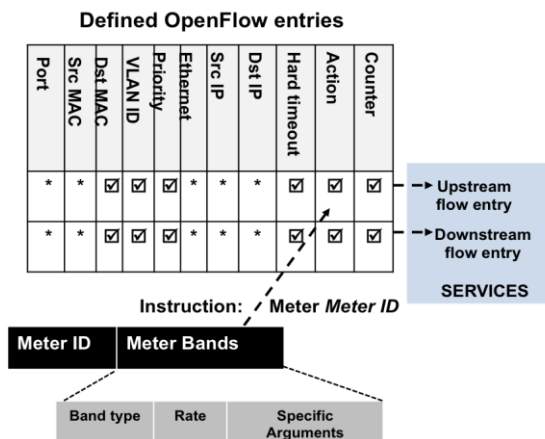 Defined OpenFlow entries
Port
Src MAC
Dst MAC
VLAN ID
Priority
Ethernet
Src IP
Dst IP
Hard timeout
Action
Counter
* * ☑ ☑ ☑ * * * ☑ ☑ ☑
Upstream
flow entry
* * ☑ ☑ ☑ * * * ☑ ☑ ☑
Downstream
flow entry
SERVICES
Instruction: Meter Meter ID
Meter ID Meter Bands
Band type Rate Specific
Arguments